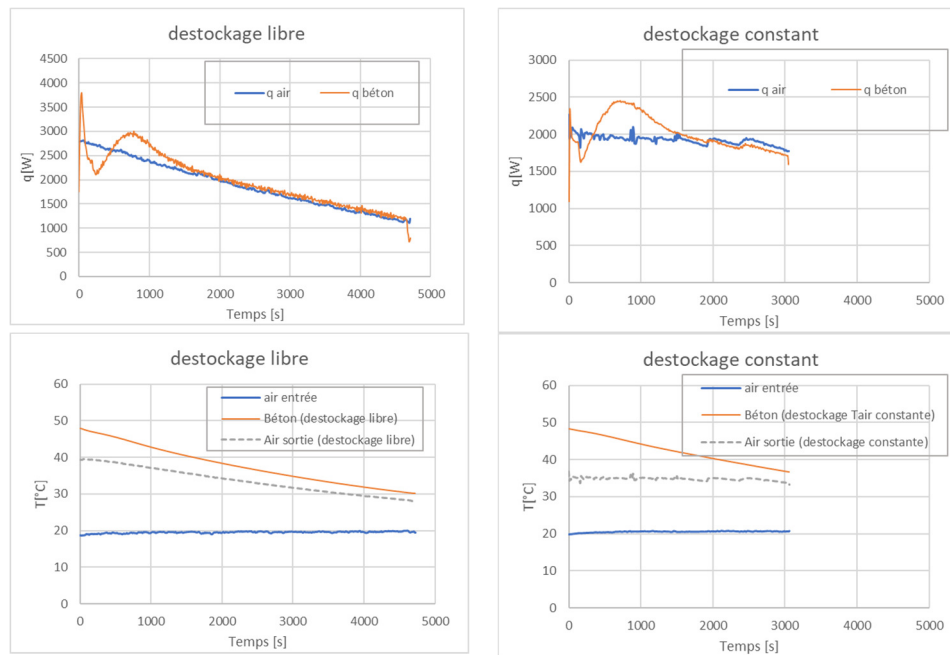 destockage libre
q air
q béton
4500
4000
3500
3000
2500
2000
1500
1000
500
0
q[W]
0 1000 2000 3000 4000 5000
Temps [s]
destockage constant
q air
q béton
3000
2500
2000
1500
1000
500
0
q[W]
0 1000 2000 3000 4000 5000
Temps [s]
destockage libre
air entrée
Béton (destockage libre)
Air sortie (destockage libre)
60
50
40
30
20
10
0
T[°C]
0 1000 2000 3000 4000 5000
Temps [s]
destockage constant
air entrée
Béton (destockage Tair constante)
Air sortie (destockage constante)
60
50
40
30
20
10
0
T[°C]
0 1000 2000 3000 4000 5000
Temps [s]